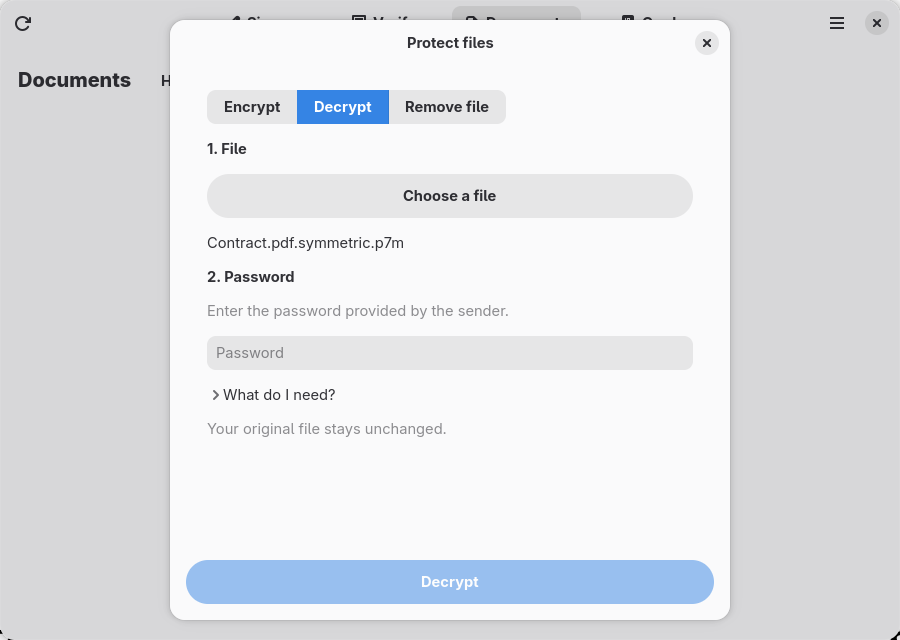 Protect files
Documents
Encrypt
Decrypt
Remove file
1. File
Choose a file
Contract.pdf.symmetric.p7m
2. Password
Enter the password provided by the sender.
Password
What do I need?
Your original file stays unchanged.
Decrypt